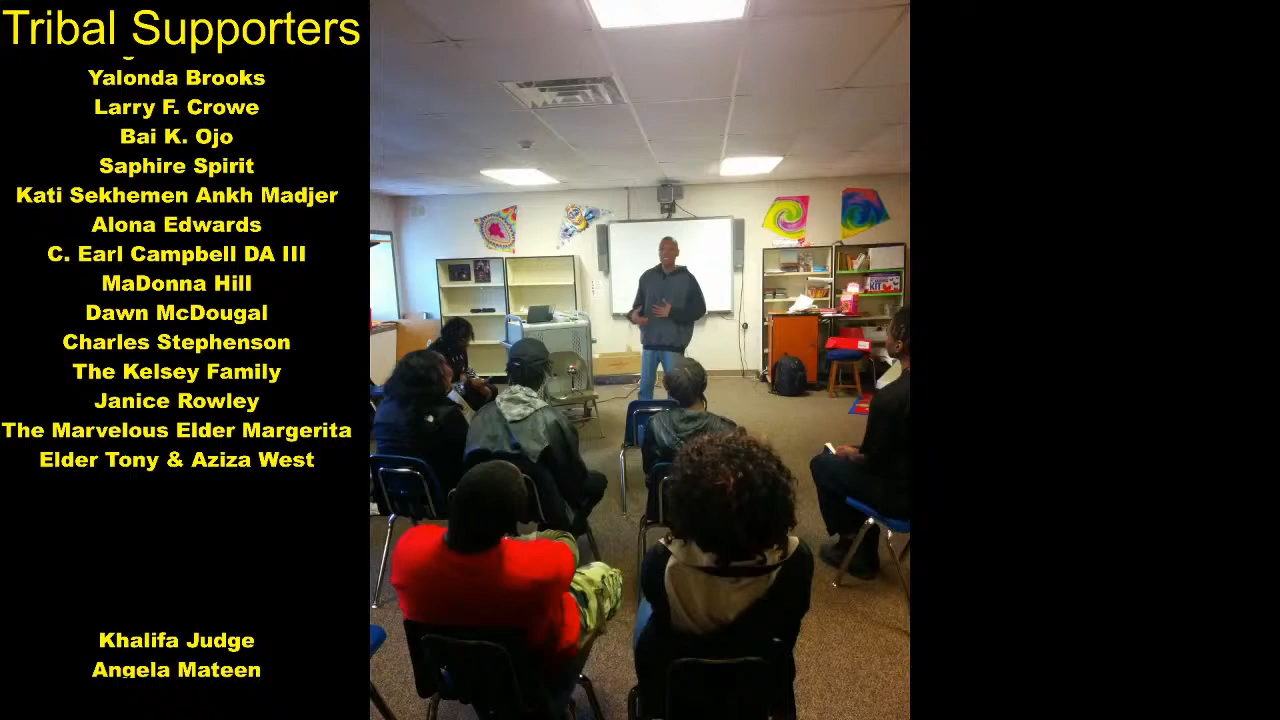 Tribal Supporters
Yalonda Brooks
Larry F. Crowe
Bai K. Ojo
Saphire Spirit
Kati Sekhemen Ankh Madjer
Alona Edwards
C. Earl Campbell DA III
MaDonna Hill
Dawn McDougal
Charles Stephenson
The Kelsey Family
Janice Rowley
The Marvelous Elder Margerita
Elder Tony & Aziza West
Khalifa Judge
Angela Mateen
KIT